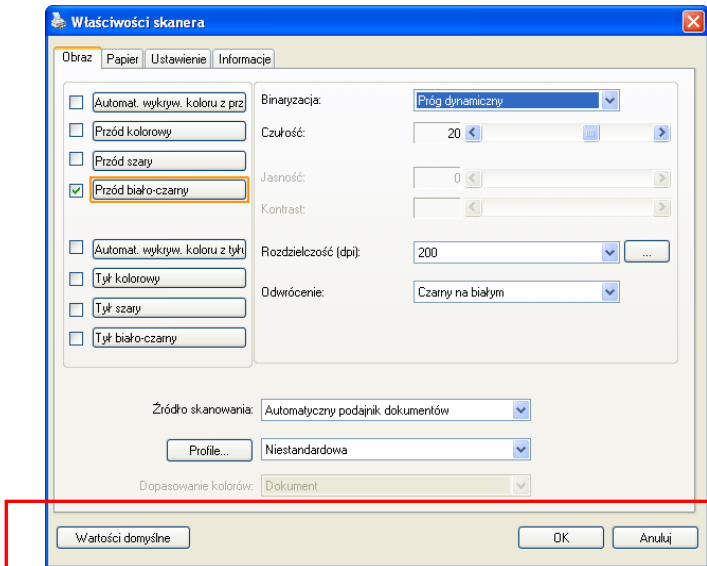 Właściwości skanera
Obraz Papier Ustawienie Informacje
Automat. wykryw. koloru z prz
Przód kolorowy
Przód szary
Przód biało-czarny
Automat. wykryw. koloru z tyłu
Tył kolorowy
Tył szary
Tył biało-czarny
Binaryzacja: Próg dynamiczny
Czułość: 20
Jasność: 0
Kontrast:
Rozdzielczość (dpi): 200 ...
Odwrócenie: Czarny na białym
Źródło skanowania: Automatyczny podajnik dokumentów
Profile... Niestandardowa
Dopasowanie kolorów: Dokument
Wartości domyślne OK Anuluj